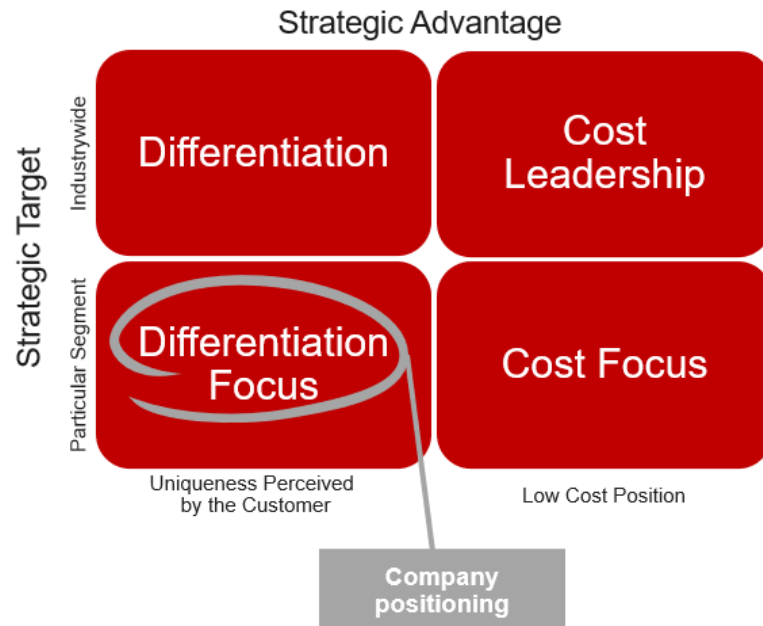 Strategic Advantage
Strategic Target
Industrywide
Differentiation
Cost
Leadership
Particular Segment
Differentiation
Focus
Cost Focus
Uniqueness Perceived
by the Customer
Low Cost Position
Company
positioning